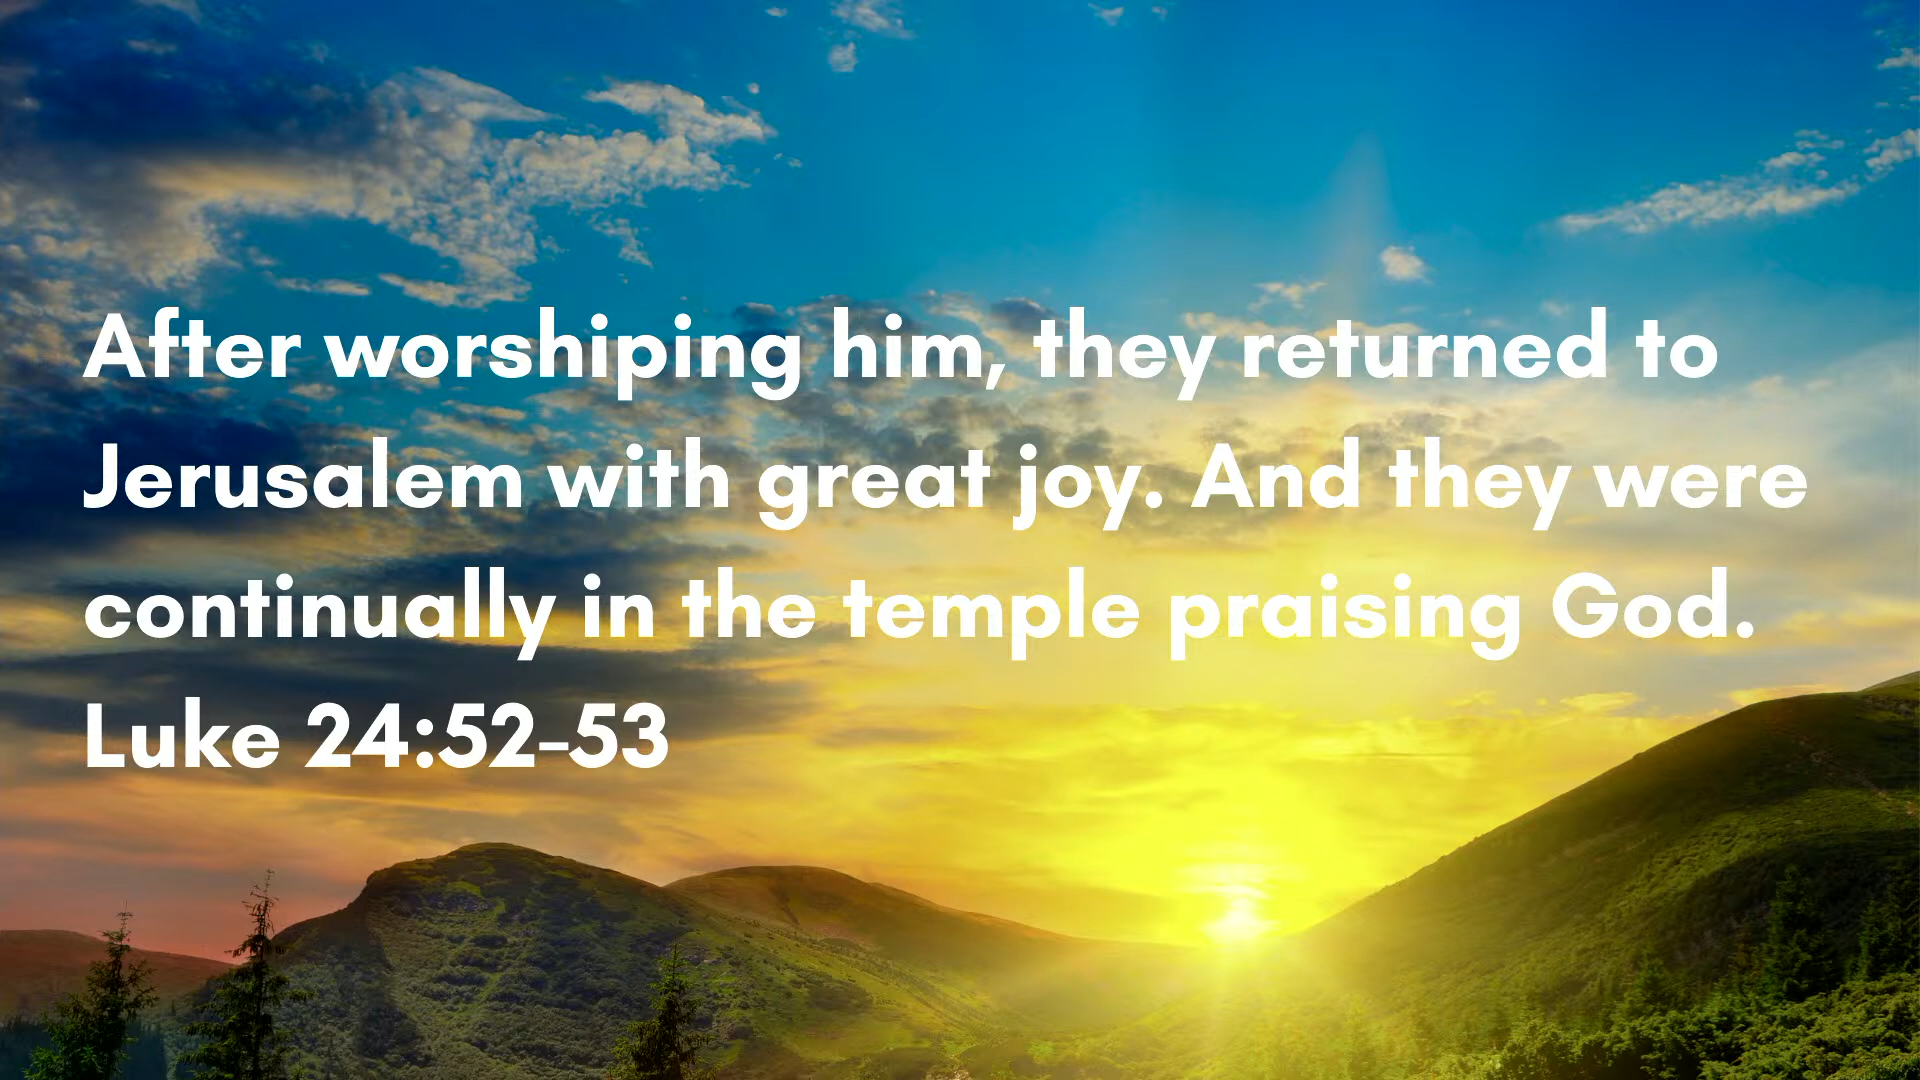 After worshiping him, they returned to
Jerusalem with great joy. And they were
continually in the temple praising God.
Luke 24:52-53